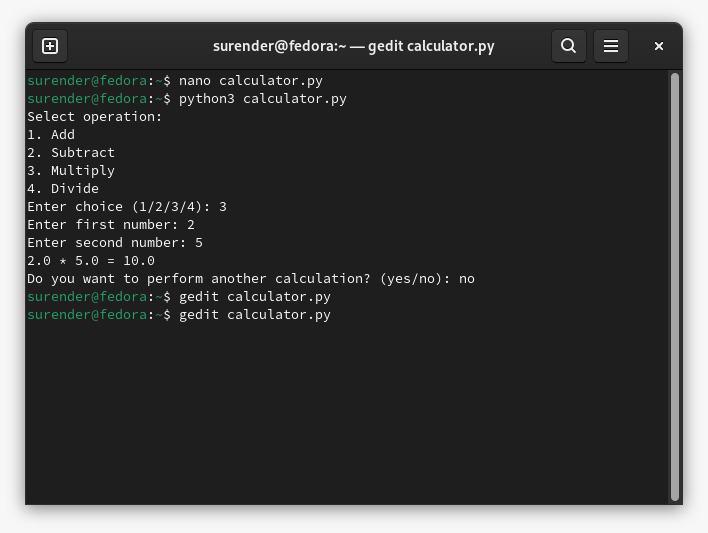 surender@fedora:~ — gedit calculator.py
surender@fedora:~$ nano calculator.py
surender@fedora:~$ python3 calculator.py
Select operation:
1. Add
2. Subtract
3. Multiply
4. Divide
Enter choice (1/2/3/4): 3
Enter first number: 2
Enter second number: 5
2.0 * 5.0 = 10.0
Do you want to perform another calculation? (yes/no): no
surender@fedora:~$ gedit calculator.py
surender@fedora:~$ gedit calculator.py